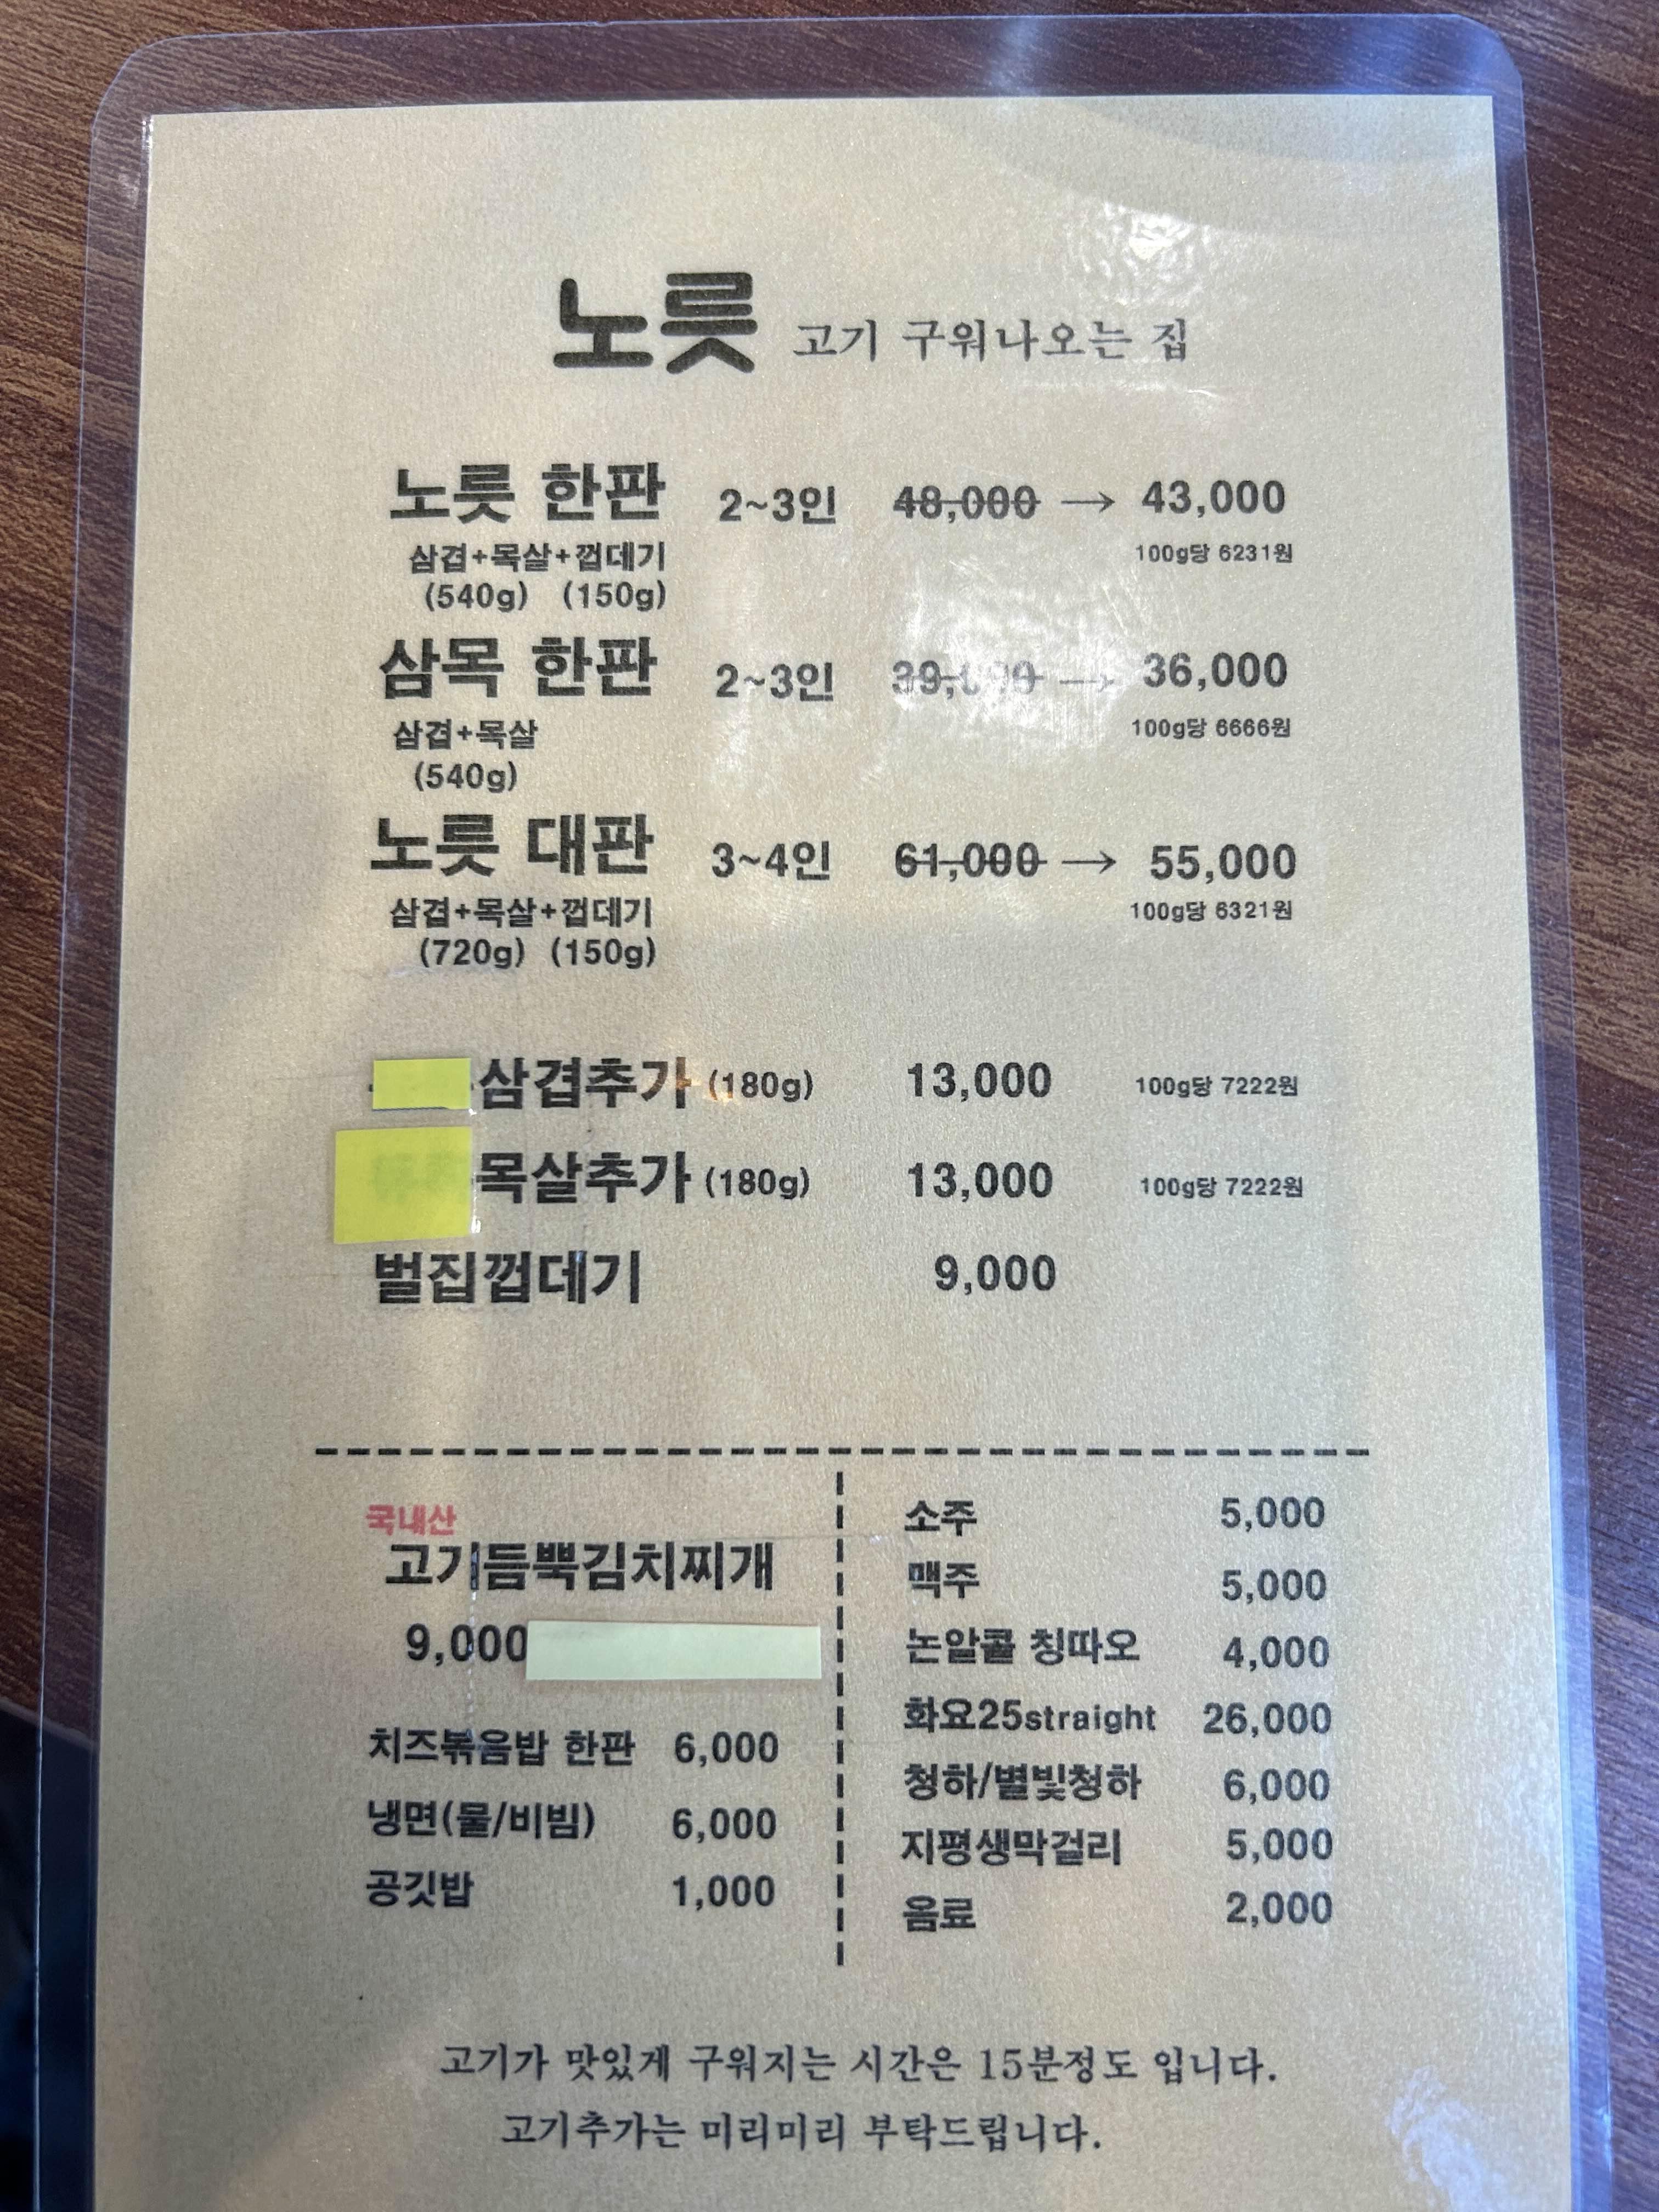 노릇 고기 구워나오는 집
노릇 한판 2~3인 48,000 → 43,000
삼겹+목살+껍데기 100g당 6231원
(540g) (150g)
삼목 한판 2~3인 → 36,000
삼겹+목살 100g당 6666원
(540g)
노릇 대판 3~4인 61,000 → 55,000
삼겹+목살+껍데기 100g당 6321원
(720g) (150g)
삼겹추가 (180g) 13,000 100g당 7222원
목살추가 (180g) 13,000 100g당 7222원
벌집껍데기 9,000
국내산
고기듬뿍김치찌개
9,000
치즈볶음밥 한판 6,000
냉면(물/비빔) 6,000
공깃밥 1,000
소주 5,000
맥주 5,000
논알콜 칭따오 4,000
화요25straight 26,000
청하/별빛청하 6,000
지평생막걸리 5,000
음료 2,000
고기가 맛있게 구워지는 시간은 15분정도 입니다.
고기추가는 미리미리 부탁드립니다.